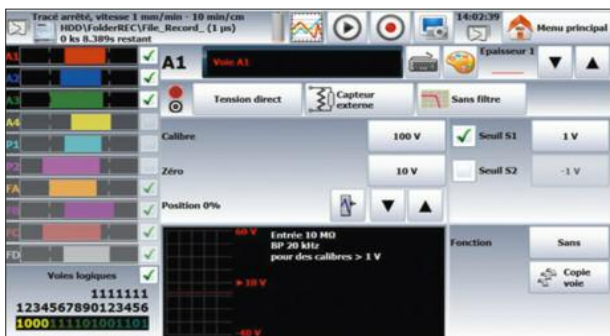 Tracé arrêté, vitesse 1 mm/min - 10 min/cm
HDD\FolderREC\File_Record_ (1 µs)
0 ks 8.389s restant
14:02:39
Menu principal
A1
A2
A3
A4
P1
P2
FA
FB
FC
FD
Voies logiques
1111111
1234567890123456
1000111101001101
A1
Voie A1
Epaisseur 1
Tension direct
Capteur externe
Sans filtre
Calibre
100 V
Seuil S1
1 V
Zéro
10 V
Seuil S2
-1 V
Position 0%
60 V
Entrée 10 MΩ
BP 20 kHz
pour des calibres > 1 V
10 V
-40 V
Fonction
Sans
Copie voie